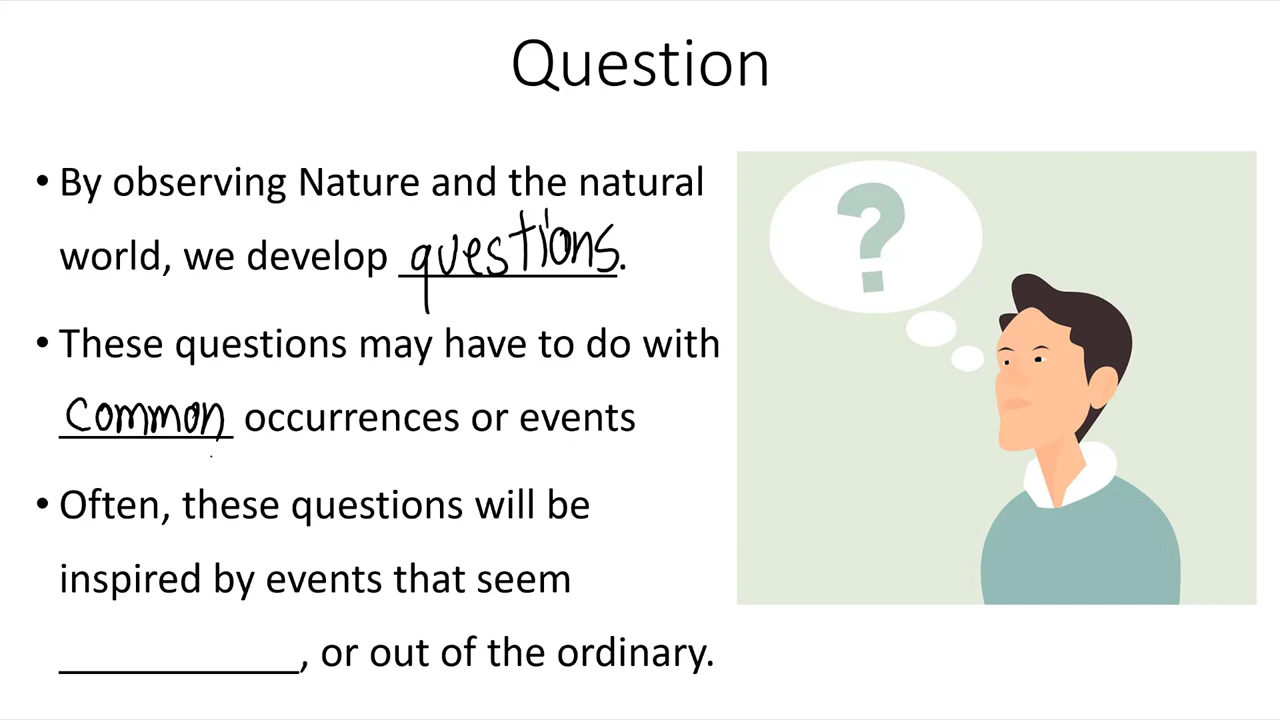 Question
• By observing Nature and the natural
world, we develop questions.
• These questions may have to do with
common occurrences or events
• Often, these questions will be
inspired by events that seem
____________, or out of the ordinary.
?